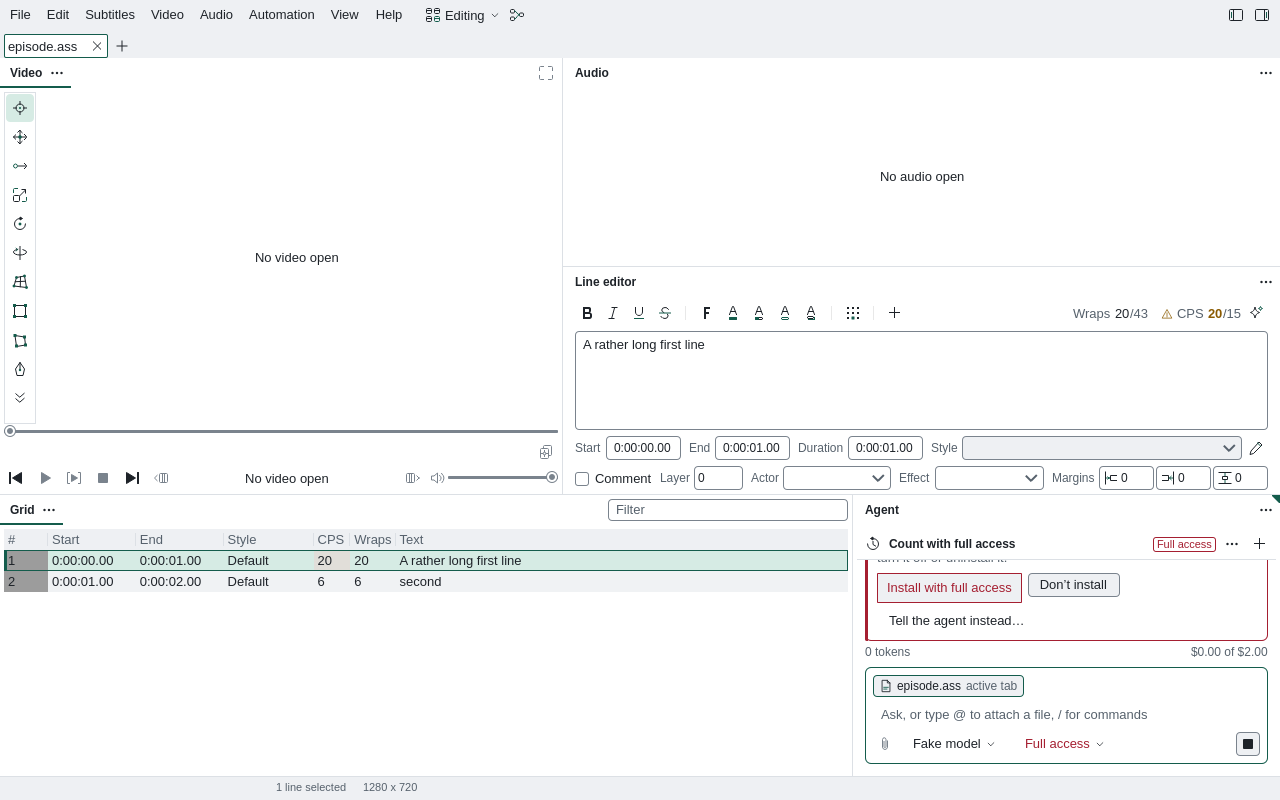 File Edit Subtitles Video Audio Automation View Help Editing
episode.ass
Video
Audio
No video open
No audio open
Line editor
B I U S F A A A A Wraps 20/43 CPS 20/15
A rather long first line
Start 0:00:00.00 End 0:00:01.00 Duration 0:00:01.00 Style
Comment Layer 0 Actor Effect Margins 0 0 0
No video open
Grid
Filter
# Start End Style CPS Wraps Text
1 0:00:00.00 0:00:01.00 Default 20 20 A rather long first line
2 0:00:01.00 0:00:02.00 Default 6 6 second
Agent
Count with full access Full access
turn it off or uninstall it.
Install with full access Don't install
Tell the agent instead…
0 tokens $0.00 of $2.00
episode.ass active tab
Ask, or type @ to attach a file, / for commands
Fake model Full access
1 line selected 1280 x 720